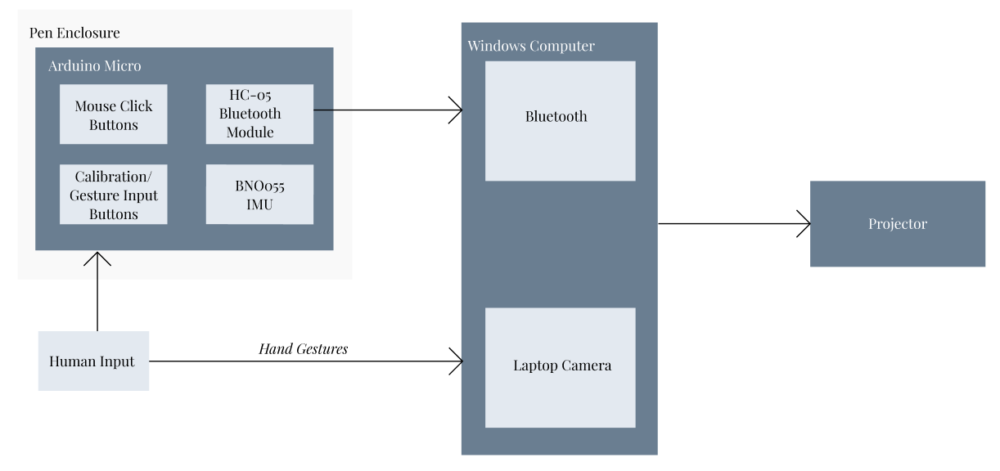 Pen Enclosure
Arduino Micro
Mouse Click
Buttons
HC-05
Bluetooth
Module
Calibration/
Gesture Input
Buttons
BNO055
IMU
Human Input
Hand Gestures
Windows Computer
Bluetooth
Laptop Camera
Projector